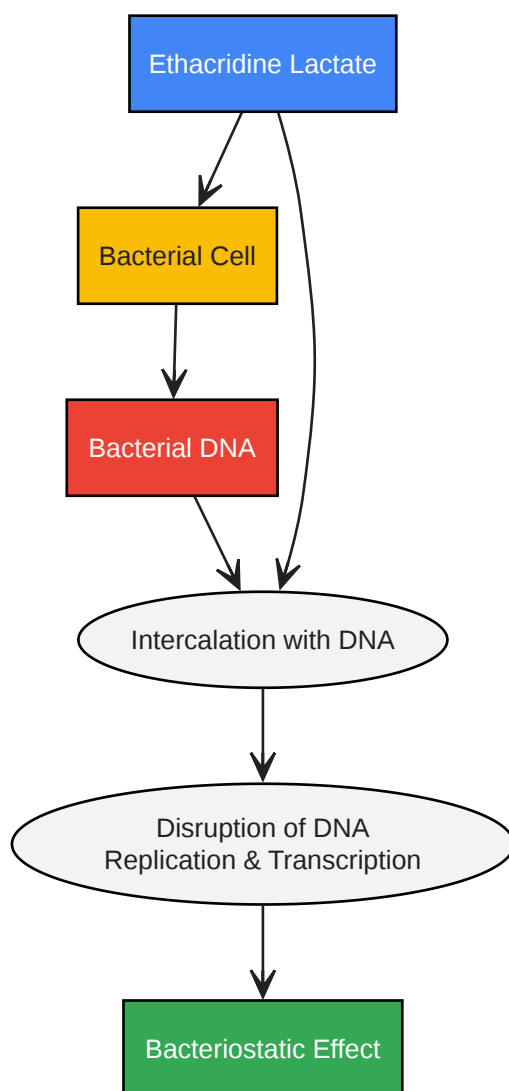 Ethacridine Lactate
Bacterial Cell
Bacterial DNA
Intercalation with DNA
Disruption of DNA
Replication & Transcription
Bacteriostatic Effect